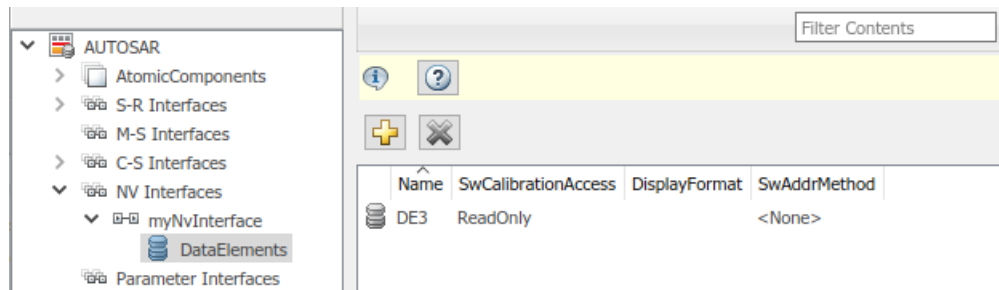 Filter Contents
AUTOSAR
AtomicComponents
S-R Interfaces
M-S Interfaces
C-S Interfaces
NV Interfaces
myNvInterface
DataElements
Parameter Interfaces
Name SwCalibrationAccess DisplayFormat SwAddrMethod
DE3 ReadOnly <None>